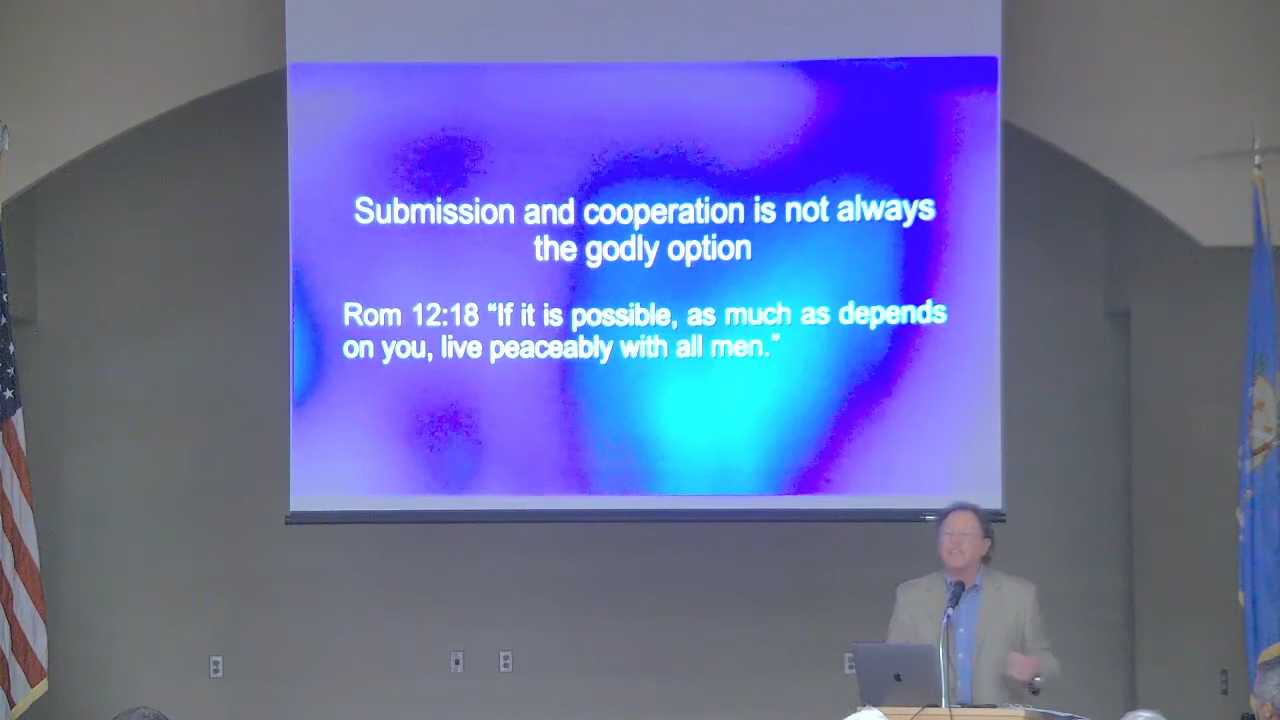 Submission and cooperation is not always
the godly option
Rom 12:18 “If it is possible, as much as depends
on you, live peaceably with all men.”